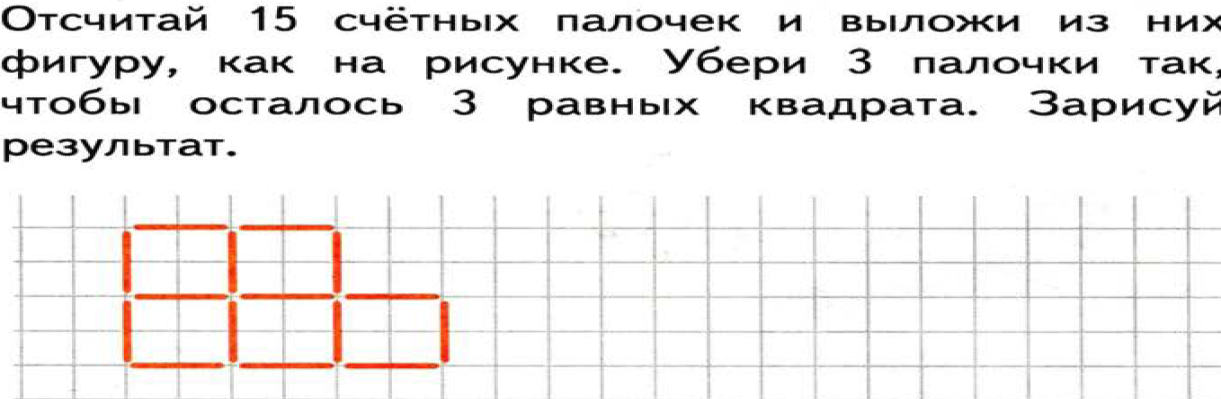 Отсчитай 15 счётных палочек и выложи из них
фигуру, как на рисунке. Убери 3 палочки так,
чтобы осталось 3 равных квадрата. Зарисуй
результат.